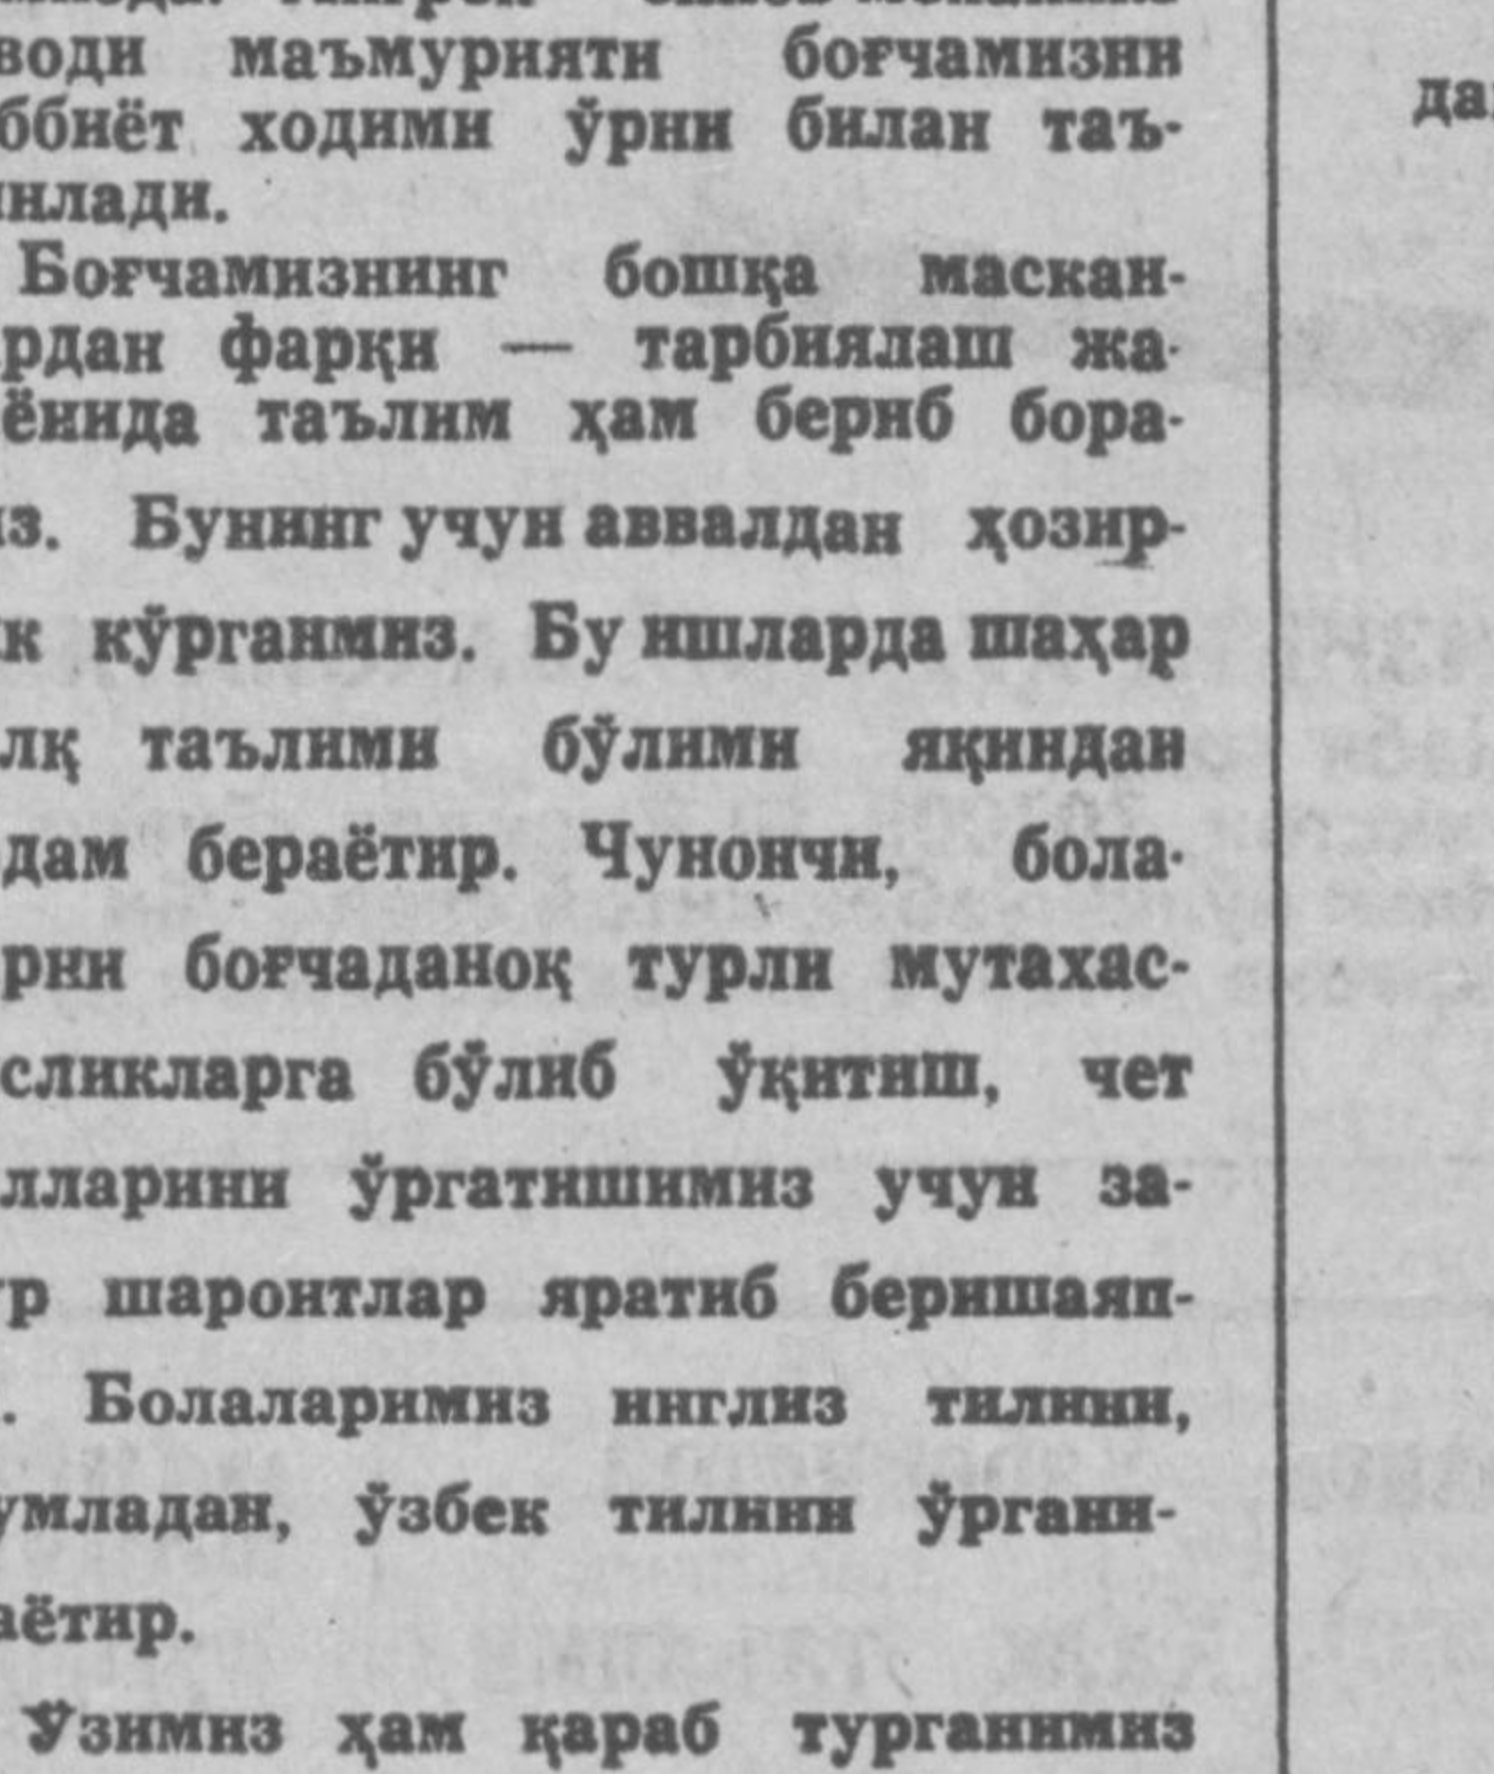 води маъмурияти боғчамизни
ббиёт ходими ўрни билан таъ-
инлади.
Боғчамизнинг бошқа маскан-
рдан фарқи — тарбиялаш жа-
ёнида таълим ҳам бериб бора-
из. Бунинг учун аввалдан ҳозир-
к кўрганмиз. Бу ишларда шаҳар
лқ таълими бўлими яқиндан
дам бераётир. Чунончи, бола-
рни боғчаданоқ турли мутахас-
сликларга бўлиб ўқитиш, чет
лларини ўргатишимиз учун за-
ур шароитлар яратиб беришаяп-
. Болаларимиз инглиз тилини,
умладан, ўзбек тилини ўргани-
аётир.
Ўзимиз ҳам қараб турганимиз
да